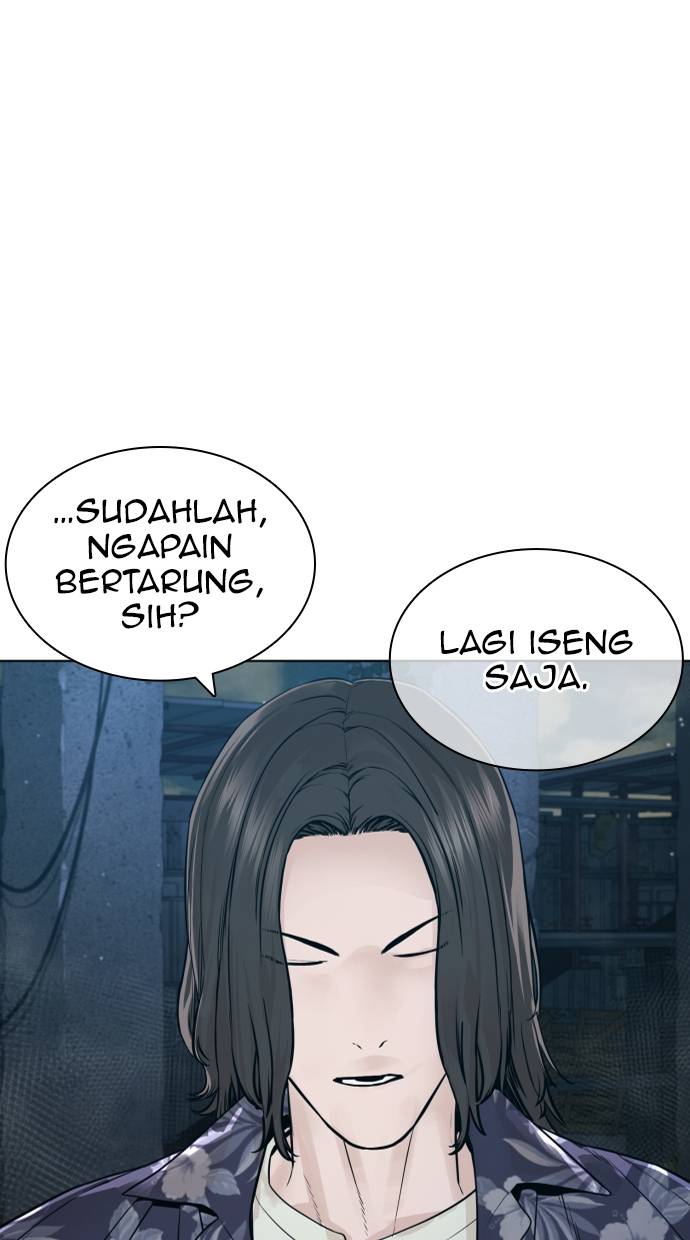 ...SUDAHLAH,
NGAPAIN
BERTARUNG,
SIH?
LAGI ISENG
SAJA.